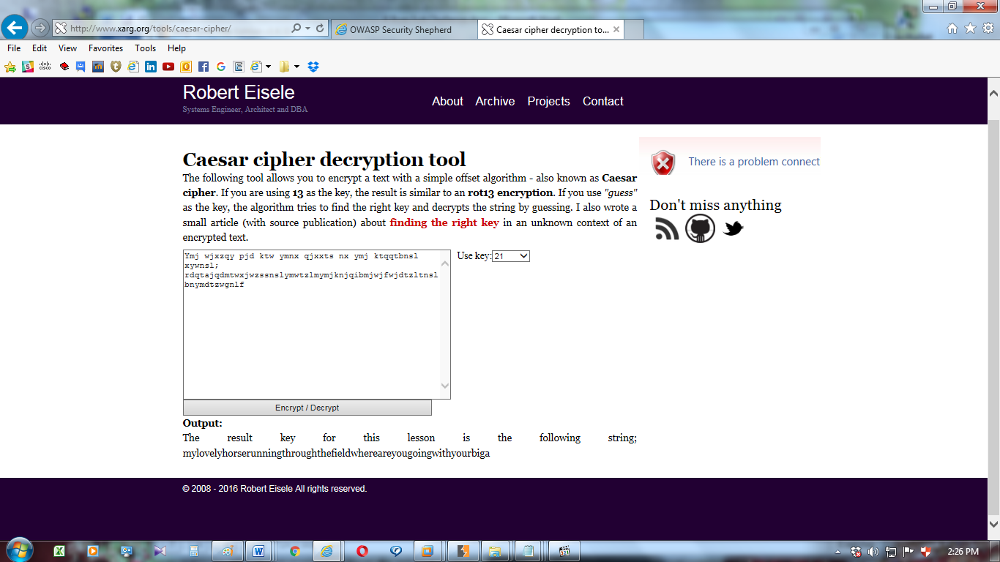 http://www.xarg.org/tools/caesar-cipher/
OWASP Security Shepherd
Caesar cipher decryption to...
File Edit View Favorites Tools Help
Robert Eisele
Systems Engineer, Architect and DBA
About Archive Projects Contact
Caesar cipher decryption tool
The following tool allows you to encrypt a text with a simple offset algorithm - also known as Caesar
cipher. If you are using 13 as the key, the result is similar to an rot13 encryption. If you use "guess"
as the key, the algorithm tries to find the right key and decrypts the string by guessing. I also wrote a
small article (with source publication) about finding the right key in an unknown context of an
encrypted text.
There is a problem connect
Don't miss anything
Ymj wjxzqy pjd ktw ymnx qjxxts nx ymj ktqqtbnsl
xywnsl;
rdqtajqdmtwxjwzssnslymwtzlmymjknjqibmjwjfwjdtzltnsl
bnymdtzwgnlf
Use key: 21
Encrypt / Decrypt
Output:
The result key for this lesson is the following string;
mylovelyhorserunningthroughthefieldwhereareyougoingwithyourbiga
© 2008 - 2016 Robert Eisele All rights reserved.
2:26 PM